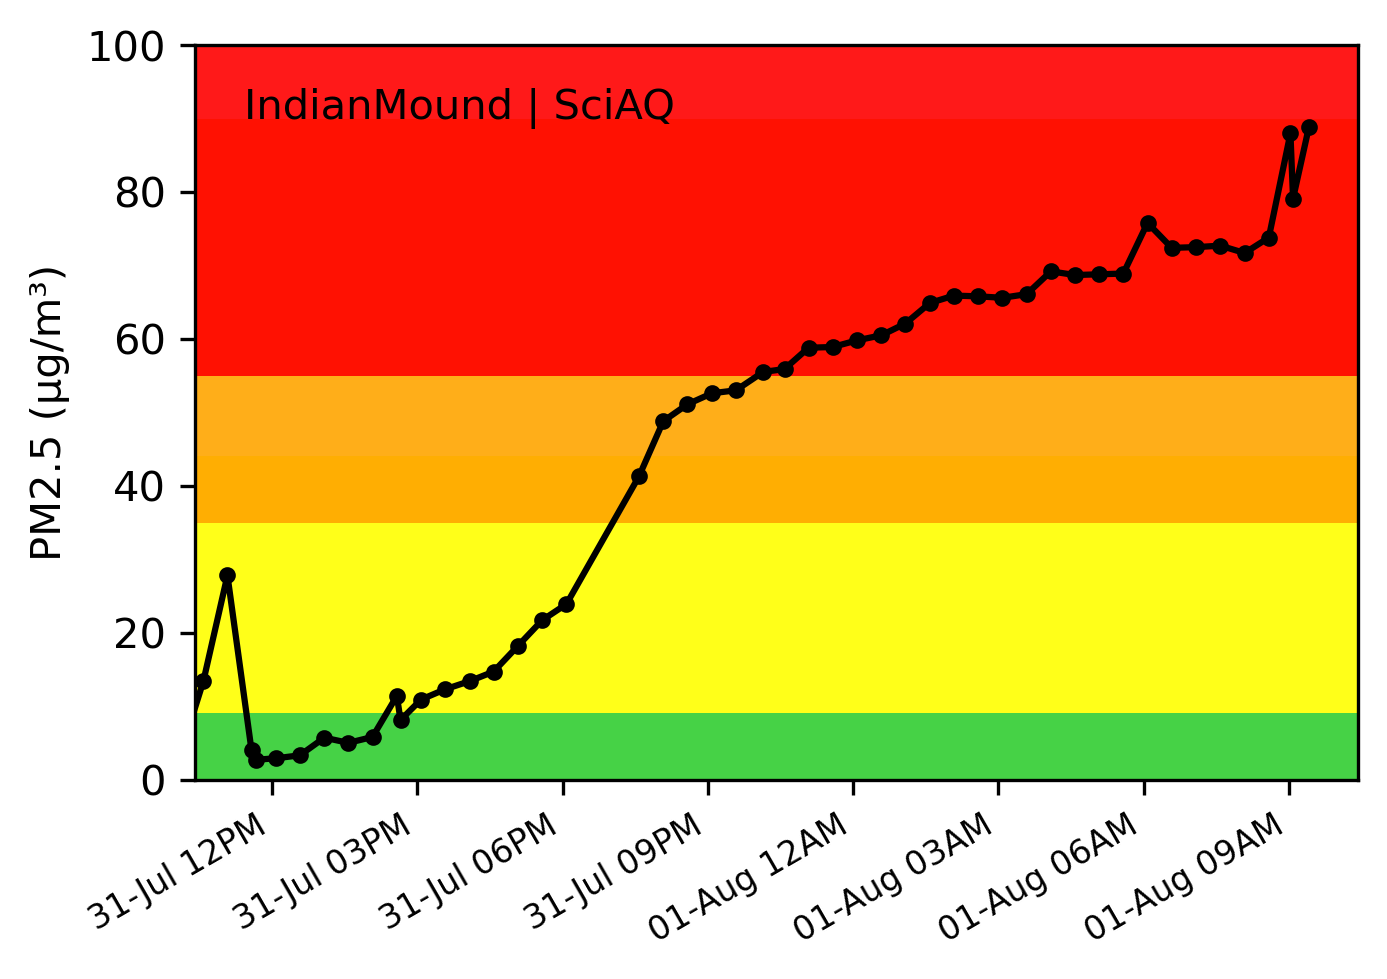 IndianMound | SciAQ
PM2.5 (µg/m³)
100
80
60
40
20
0
31-Jul 12PM
31-Jul 03PM
31-Jul 06PM
31-Jul 09PM
01-Aug 12AM
01-Aug 03AM
01-Aug 06AM
01-Aug 09AM